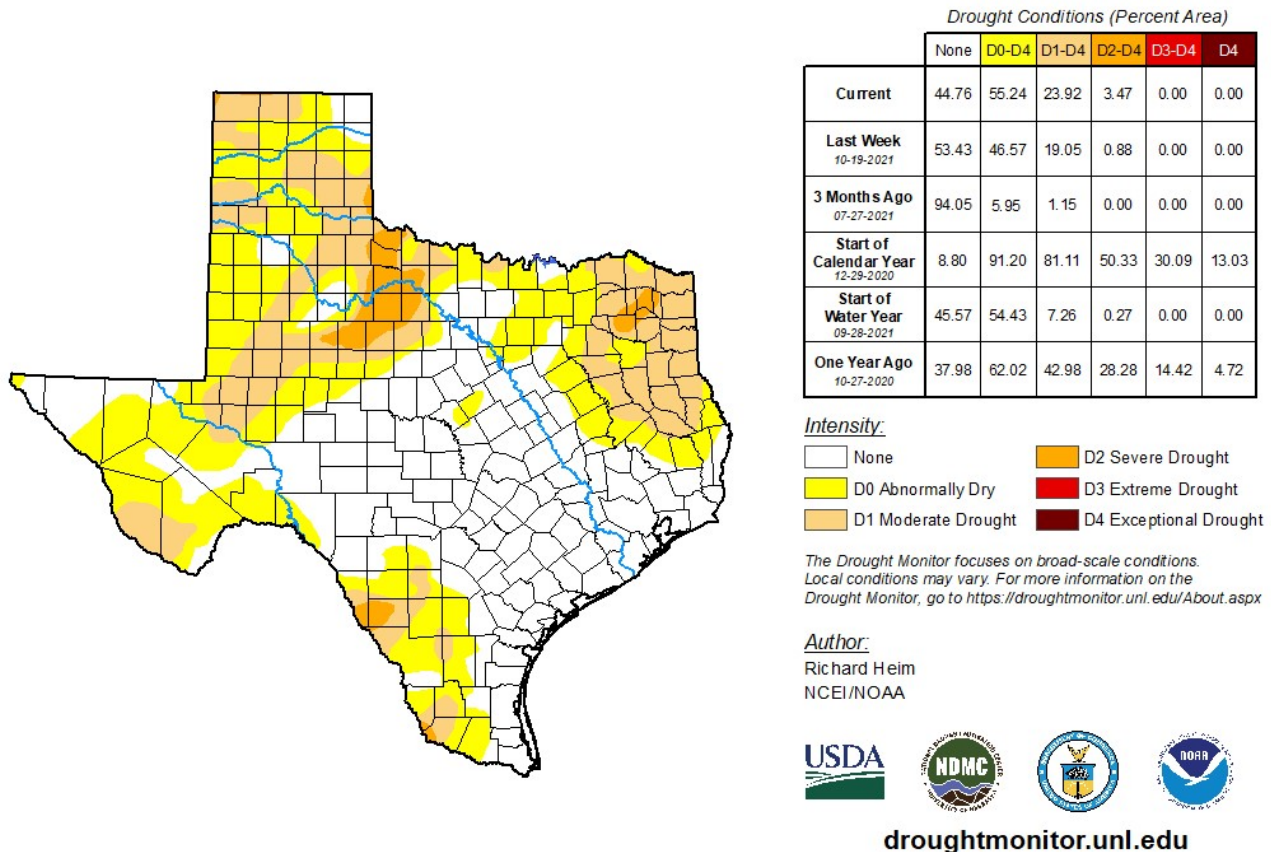 Drought Conditions (Percent Area)
None D0-D4 D1-D4 D2-D4 D3-D4 D4
Current 44.76 55.24 23.92 3.47 0.00 0.00
Last Week
10-19-2021
53.43 46.57 19.05 0.88 0.00 0.00
3 Months Ago
07-27-2021
94.05 5.95 1.15 0.00 0.00 0.00
Start of
Calendar Year
12-29-2020
8.80 91.20 81.11 50.33 30.09 13.03
Start of
Water Year
09-28-2021
45.57 54.43 7.26 0.27 0.00 0.00
One Year Ago
10-27-2020
37.98 62.02 42.98 28.28 14.42 4.72
Intensity:
None
D0 Abnormally Dry
D1 Moderate Drought
D2 Severe Drought
D3 Extreme Drought
D4 Exceptional Drought
The Drought Monitor focuses on broad-scale conditions.
Local conditions may vary. For more information on the
Drought Monitor, go to https://droughtmonitor.unl.edu/About.aspx
Author:
Richard Heim
NCEI/NOAA
USDA
NDMC
NOAA
droughtmonitor.unl.edu